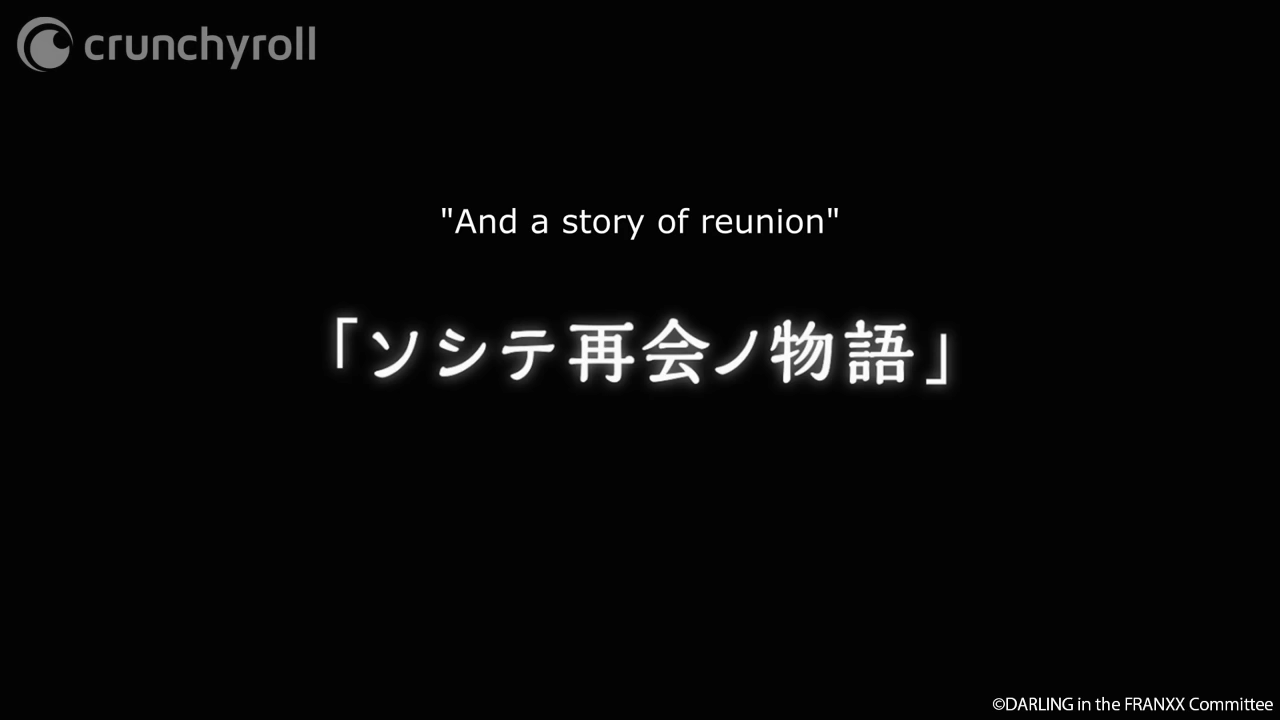 crunchyroll
"And a story of reunion"
「ソシテ再会ノ物語」
©DARLING in the FRANXX Committee